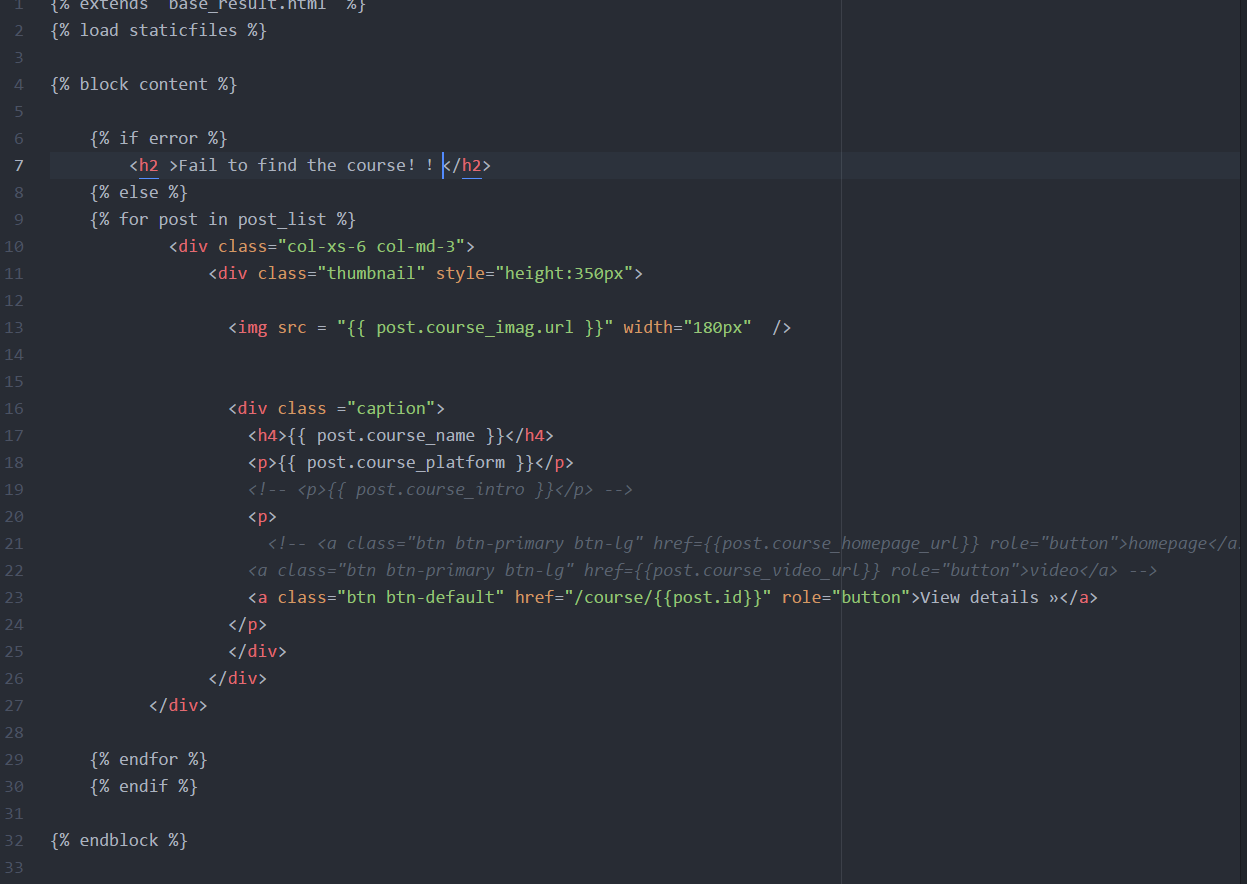 1 {% extends "base_result.html" %}
2 {% load staticfiles %}
3
4 {% block content %}
5
6 {% if error %}
7 <h2 >Fail to find the course！！</h2>
8 {% else %}
9 {% for post in post_list %}
10 <div class="col-xs-6 col-md-3">
11 <div class="thumbnail" style="height:350px">
12
13 <img src = "{{ post.course_imag.url }}" width="180px"  />
14
15
16 <div class ="caption">
17 <h4>{{ post.course_name }}</h4>
18 <p>{{ post.course_platform }}</p>
19 <!-- <p>{{ post.course_intro }}</p> -->
20 <p>
21 <!-- <a class="btn btn-primary btn-lg" href={{post.course_homepage_url}} role="button">homepage</a
22 <a class="btn btn-primary btn-lg" href={{post.course_video_url}} role="button">video</a> -->
23 <a class="btn btn-default" href="/course/{{post.id}}" role="button">View details »</a>
24 </p>
25 </div>
26 </div>
27 </div>
28
29 {% endfor %}
30 {% endif %}
31
32 {% endblock %}
33